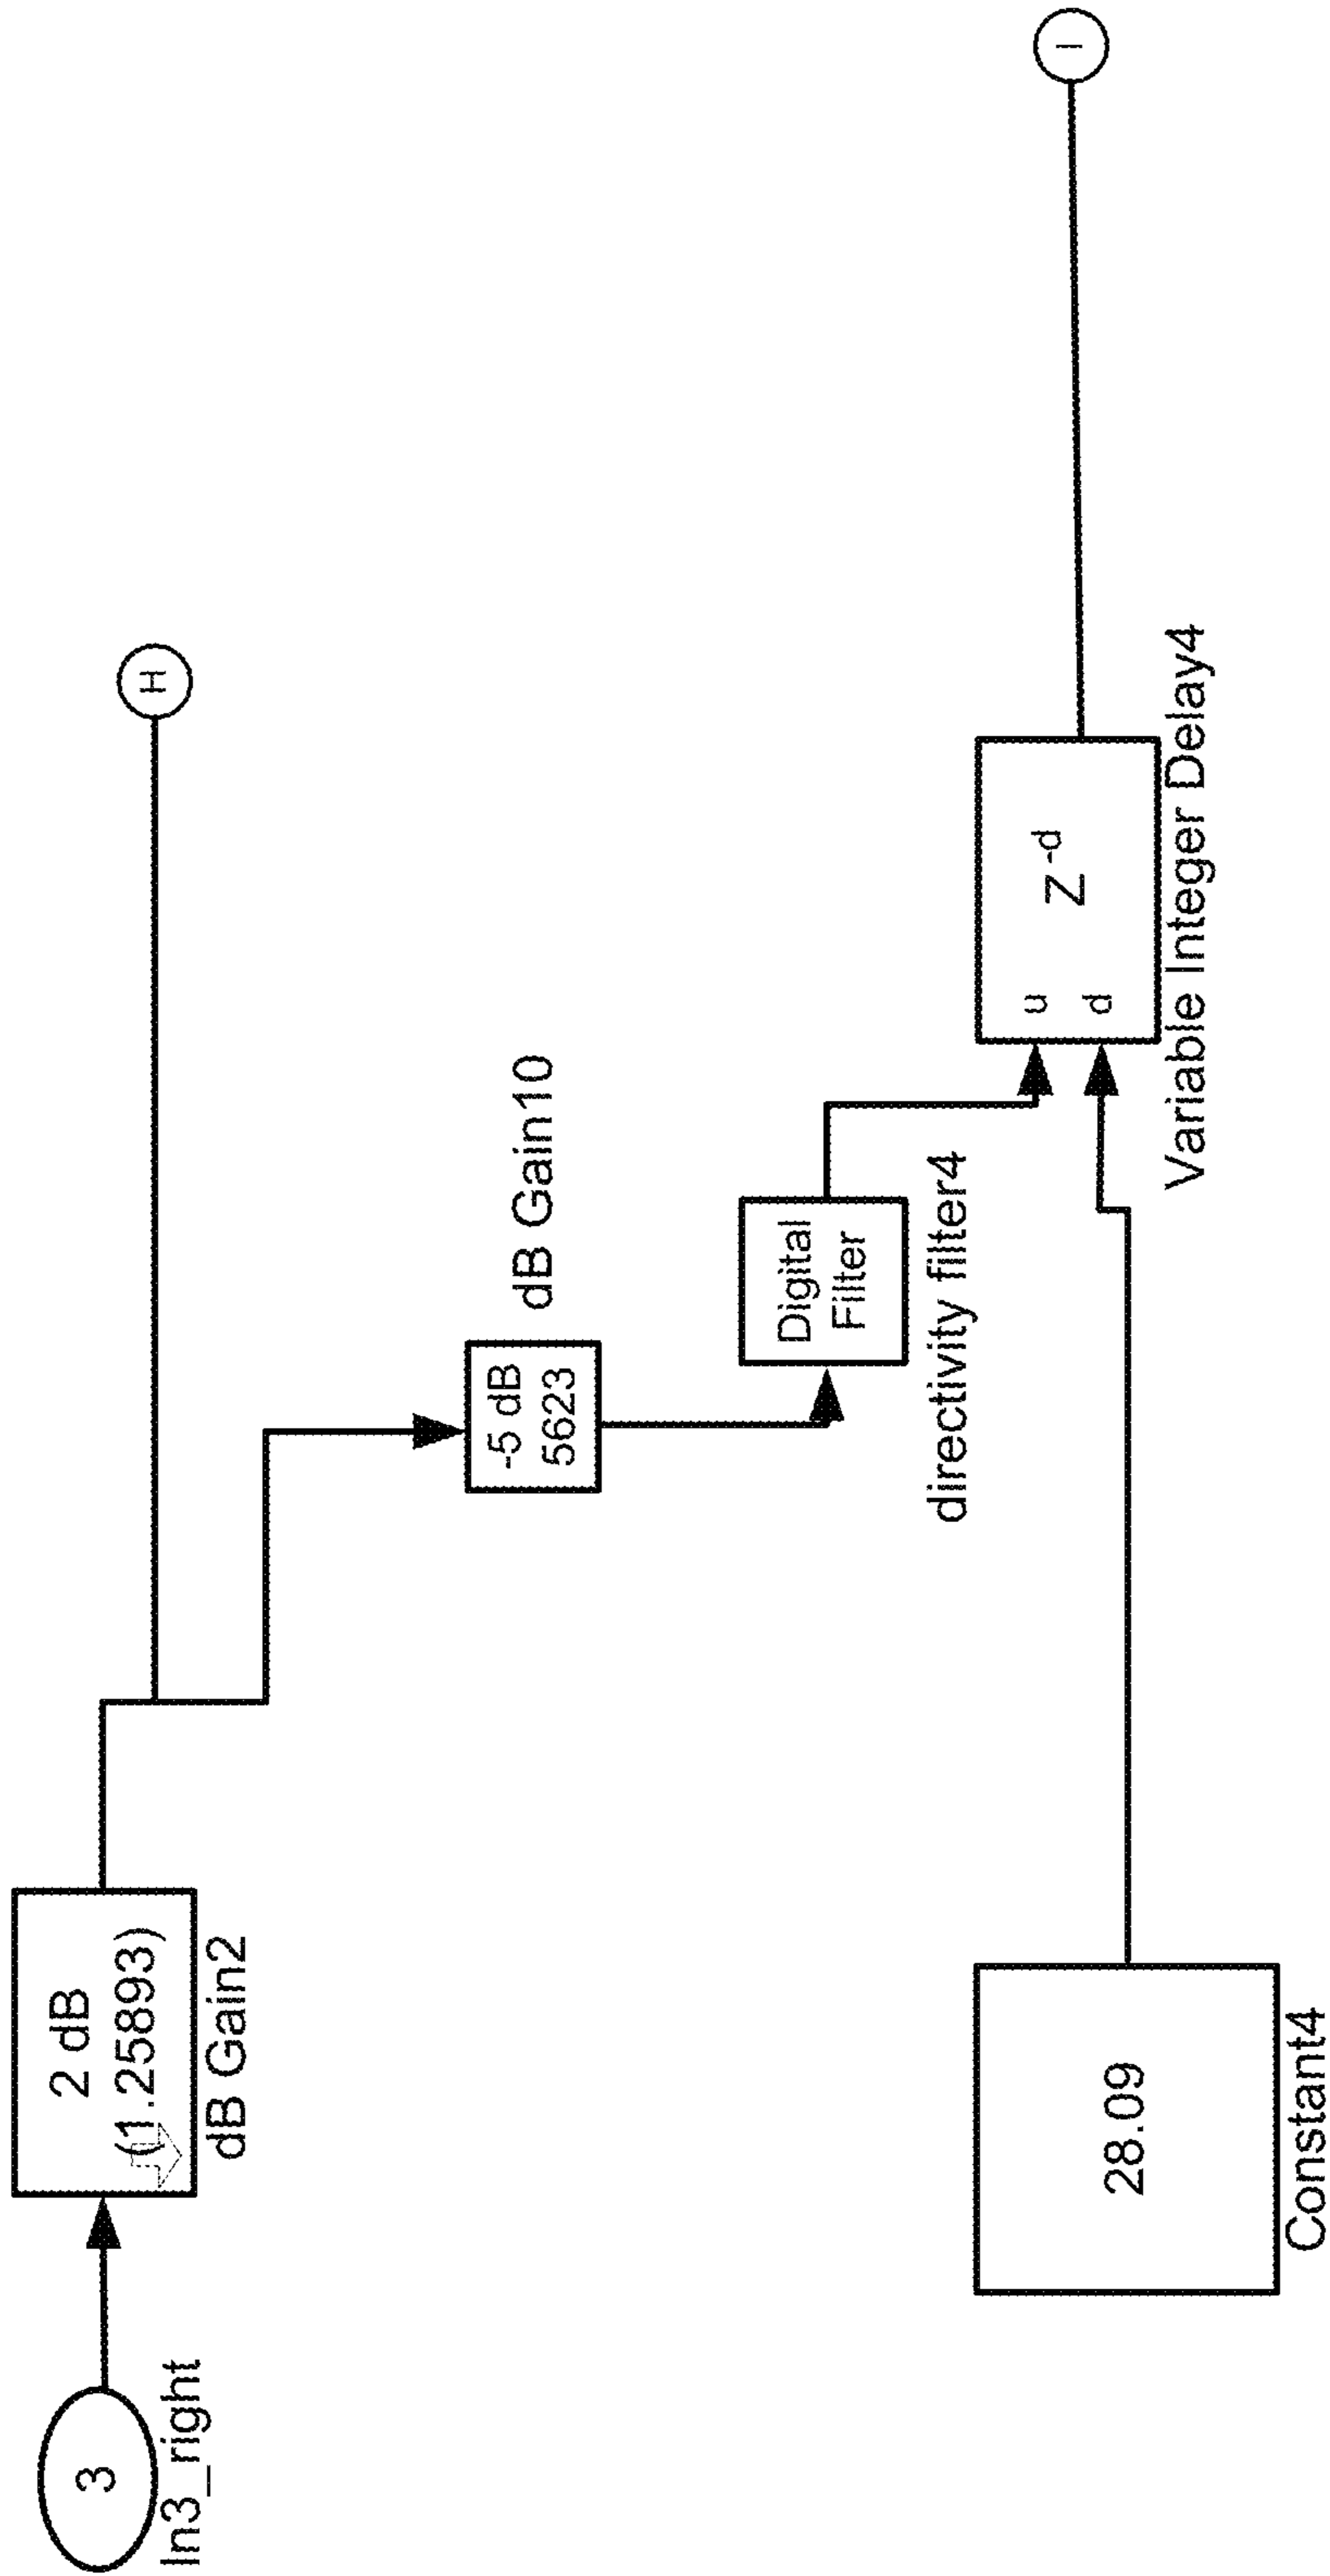 3
In3_right
2 dB
(1.25893)
dB Gain2
H
-5 dB
5623
dB Gain10
Digital
Filter
directivity filter4
28.09
Constant4
u
d
Z-d
Variable Integer Delay4
I